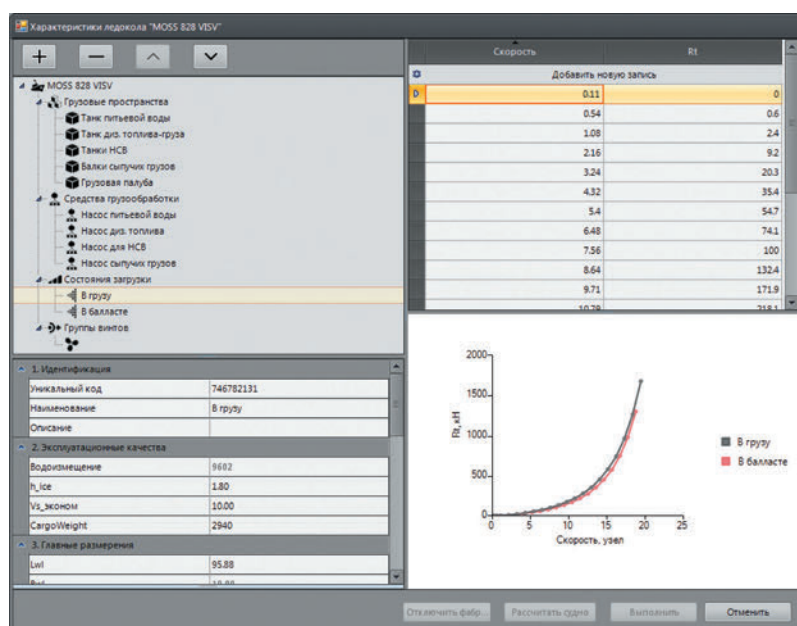 Характеристики ледокола "MOSS 828 VISV"
MOSS 828 VISV
Грузовые пространства
Танк питьевой воды
Танк диз. топлива-груза
Танки НСВ
Балки сыпучих грузов
Грузовая палуба
Средства грузообработки
Насос питьевой воды
Насос диз. топлива
Насос для НСВ
Насос сыпучих грузов
Состояния загрузки
В грузу
В балласте
Группы винтов
1. Идентификация
Уникальный код 746782131
Наименование В грузу
Описание
2. Эксплуатационные качества
Водоизмещение 9602
h_ice 1.80
Vs_эконом 10.00
CargoWeight 2940
3. Главные размерения
Lwl 95.88
Скорость Rt
Добавить новую запись
0.11 0
0.54 0.6
1.08 2.4
2.16 9.2
3.24 20.3
4.32 35.4
5.4 54.7
6.48 74.1
7.56 100
8.64 132.4
9.71 171.9
10.79 218.1
2000
1500
1000
500
0
Rt, кН
0 5 10 15 20 25
Скорость, узел
В грузу
В балласте
Отключить фабр... Рассчитать судно Выполнить Отменить